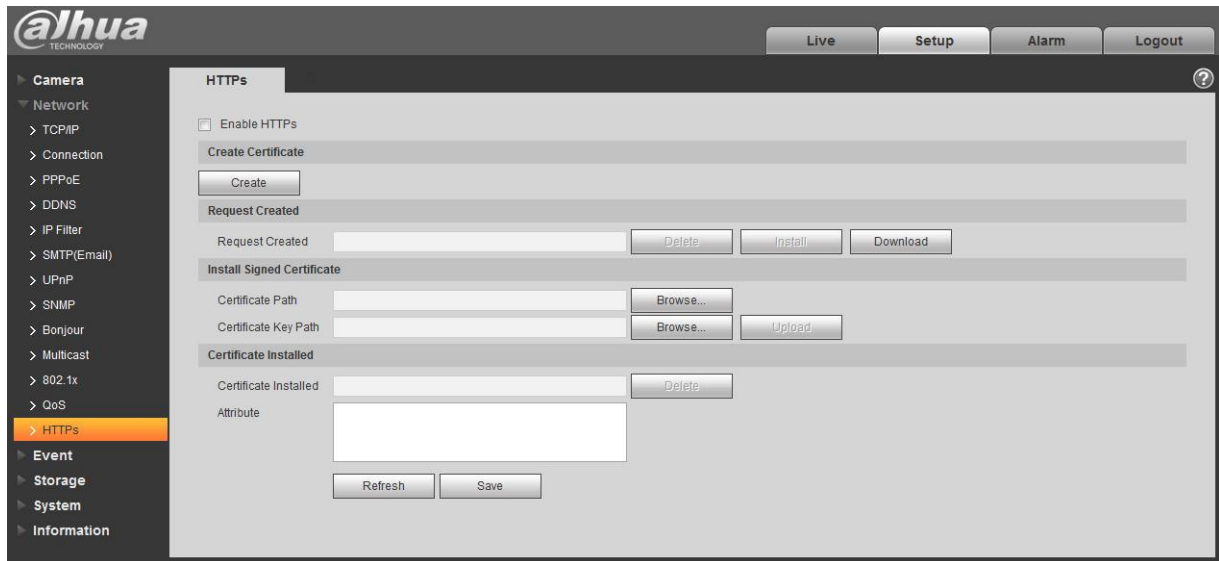 alhua
TECHNOLOGY
Live Setup Alarm Logout
Camera
Network
TCP/IP
Connection
PPPoE
DDNS
IP Filter
SMTP(Email)
UPnP
SNMP
Bonjour
Multicast
802.1x
QoS
HTTPs
Event
Storage
System
Information
HTTPs ?
Enable HTTPs
Create Certificate
Create
Request Created
Request Created Delete Install Download
Install Signed Certificate
Certificate Path Browse...
Certificate Key Path Browse... Upload
Certificate Installed
Certificate Installed Delete
Attribute
Refresh Save